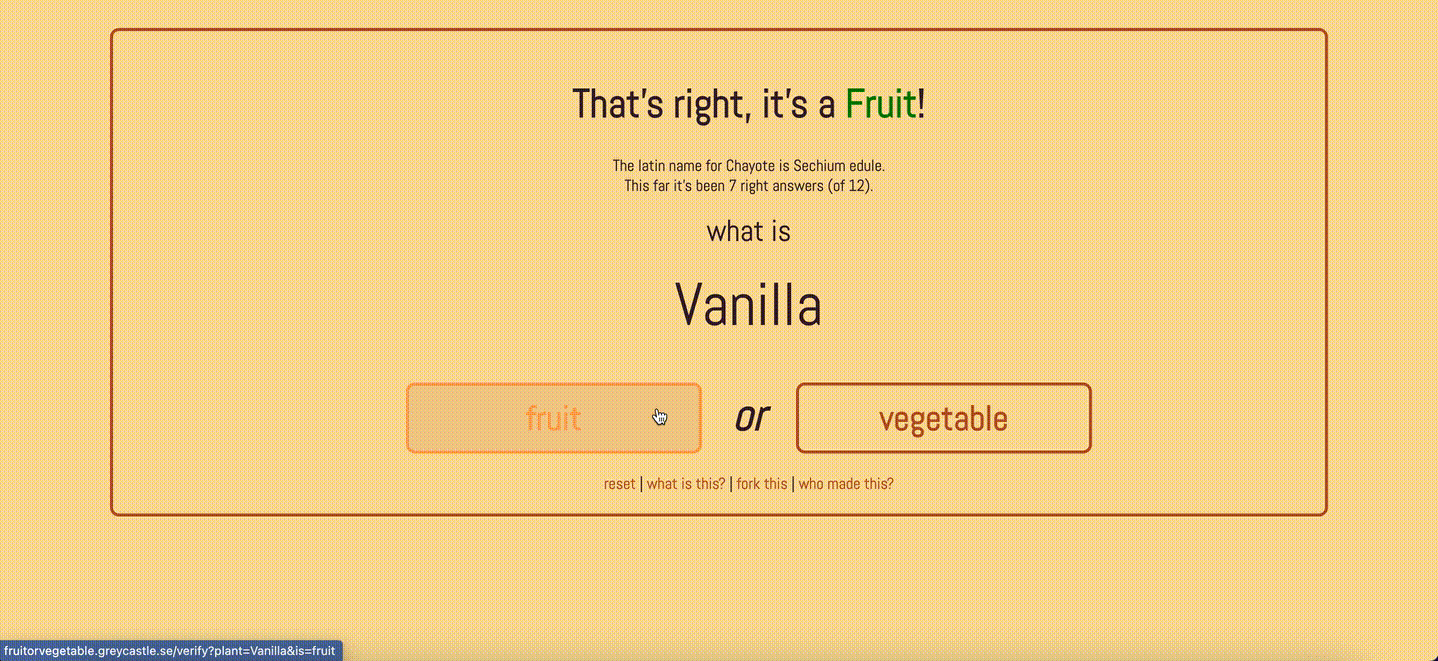 That's right, it's a Fruit!
The latin name for Chayote is Sechium edule.
This far it's been 7 right answers (of 12).
what is
Vanilla
fruit or vegetable
reset | what is this? | fork this | who made this?
fruitorvegetable.greycastle.se/verify?plant=Vanilla&is=fruit